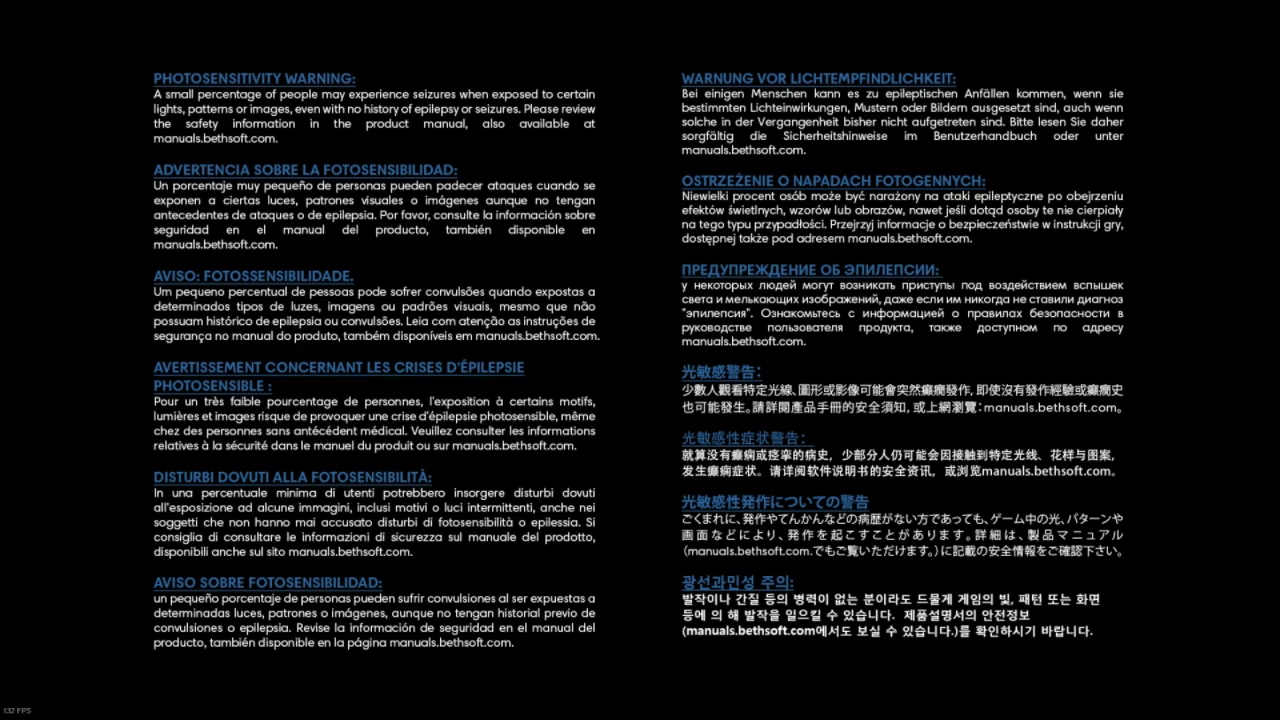 PHOTOSENSITIVITY WARNING:
A small percentage of people may experience seizures when exposed to certain
lights, patterns or images, even with no history of epilepsy or seizures. Please review
the safety information in the product manual, also available at
manuals.bethsoft.com.
ADVERTENCIA SOBRE LA FOTOSENSIBILIDAD:
Un porcentaje muy pequeño de personas pueden padecer ataques cuando se
exponen a ciertas luces, patrones visuales o imágenes aunque no tengan
antecedentes de ataques o de epilepsia. Por favor, consulte la información sobre
seguridad en el manual del producto, también disponible en
manuals.bethsoft.com.
AVISO: FOTOSSENSIBILIDADE.
Um pequeno percentual de pessoas pode sofrer convulsões quando expostas a
determinados tipos de luzes, imagens ou padrões visuais, mesmo que não
possuam histórico de epilepsia ou convulsões. Leia com atenção as instruções de
segurança no manual do produto, também disponíveis em manuals.bethsoft.com.
AVERTISSEMENT CONCERNANT LES CRISES D'ÉPILEPSIE
PHOTOSENSIBLE :
Pour un très faible pourcentage de personnes, l'exposition à certains motifs,
lumières et images risque de provoquer une crise d'épilepsie photosensible, même
chez des personnes sans antécédent médical. Veuillez consulter les informations
relatives à la sécurité dans le manuel du produit ou sur manuals.bethsoft.com.
DISTURBI DOVUTI ALLA FOTOSENSIBILITÀ:
In una percentuale minima di utenti potrebbero insorgere disturbi dovuti
all'esposizione ad alcune immagini, inclusi motivi o luci intermittenti, anche nei
soggetti che non hanno mai accusato disturbi di fotosensibilità o epilessia. Si
consiglia di consultare le informazioni di sicurezza sul manuale del prodotto,
disponibili anche sul sito manuals.bethsoft.com.
AVISO SOBRE FOTOSENSIBILIDAD:
un pequeño porcentaje de personas pueden sufrir convulsiones al ser expuestas a
determinadas luces, patrones o imágenes, aunque no tengan historial previo de
convulsiones o epilepsia. Revise la información de seguridad en el manual del
producto, también disponible en la página manuals.bethsoft.com.
WARNUNG VOR LICHTEMPFINDLICHKEIT:
Bei einigen Menschen kann es zu epileptischen Anfällen kommen, wenn sie
bestimmten Lichteinwirkungen, Mustern oder Bildern ausgesetzt sind, auch wenn
solche in der Vergangenheit bisher nicht aufgetreten sind. Bitte lesen Sie daher
sorgfältig die Sicherheitshinweise im Benutzerhandbuch oder unter
manuals.bethsoft.com.
OSTRZEŻENIE O NAPADACH FOTOGENNYCH:
Niewielki procent osób może być narażony na ataki epileptyczne po obejrzeniu
efektów świetlnych, wzorów lub obrazów, nawet jeśli dotąd osoby te nie cierpiały
na tego typu przypadłości. Przejrzyj informacje o bezpieczeństwie w instrukcji gry,
dostępnej także pod adresem manuals.bethsoft.com.
ПРЕДУПРЕЖДЕНИЕ ОБ ЭПИЛЕПСИИ:
у некоторых людей могут возникать приступы под воздействием вспышек
света и мелькающих изображений, даже если им никогда не ставили диагноз
"эпилепсия". Ознакомьтесь с информацией о правилах безопасности в
руководстве пользователя продукта, также доступном по адресу
manuals.bethsoft.com.
光敏感警告：
少數人觀看特定光線、圖形或影像可能會突然癲癇發作，即使沒有發作經驗或癲癇史
也可能發生。請詳閱產品手冊的安全須知，或上網瀏覽：manuals.bethsoft.com。
光敏感性症状警告：
就算没有癫痫或痉挛的病史，少部分人仍可能会因接触到特定光线、花样与图案，
发生癫痫症状。请详阅软件说明书的安全资讯，或浏览manuals.bethsoft.com。
光敏感性発作についての警告
ごくまれに、発作やてんかんなどの病歴がない方であっても、ゲーム中の光、パターンや
画面などにより、発作を起こすことがあります。詳細は、製品マニュアル
（manuals.bethsoft.com.でもご覧いただけます。）に記載の安全情報をご確認下さい。
광선과민성 주의:
발작이나 간질 등의 병력이 없는 분이라도 드물게 게임의 빛, 패턴 또는 화면
등에 의 해 발작을 일으킬 수 있습니다. 제품설명서의 안전정보
(manuals.bethsoft.com에서도 보실 수 있습니다.)를 확인하시기 바랍니다.
132 FPS